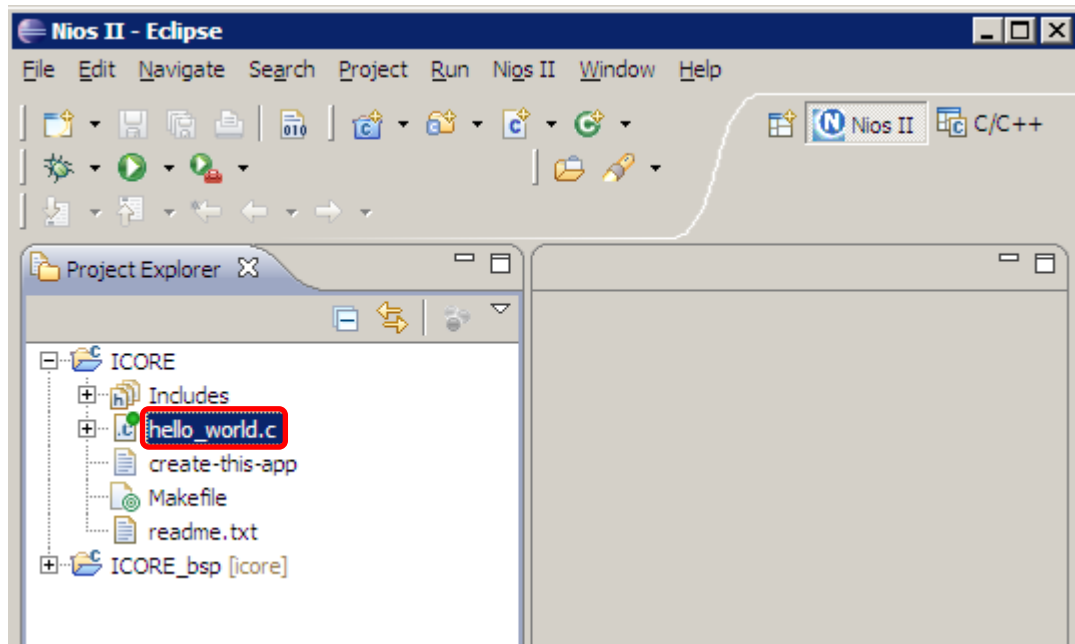 Nios II - Eclipse
File Edit Navigate Search Project Run Nios II Window Help
010
Nios II C/C++
Project Explorer
ICORE
Includes
hello_world.c
create-this-app
Makefile
readme.txt
ICORE_bsp [icore]